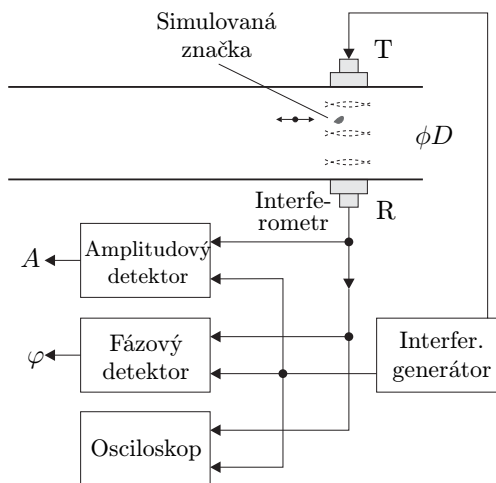 Simulovaná
značka
T
ϕD
Interfe-
rometr
R
Amplitudový
detektor
A
Fázový
detektor
φ
Interfer.
generátor
Osciloskop